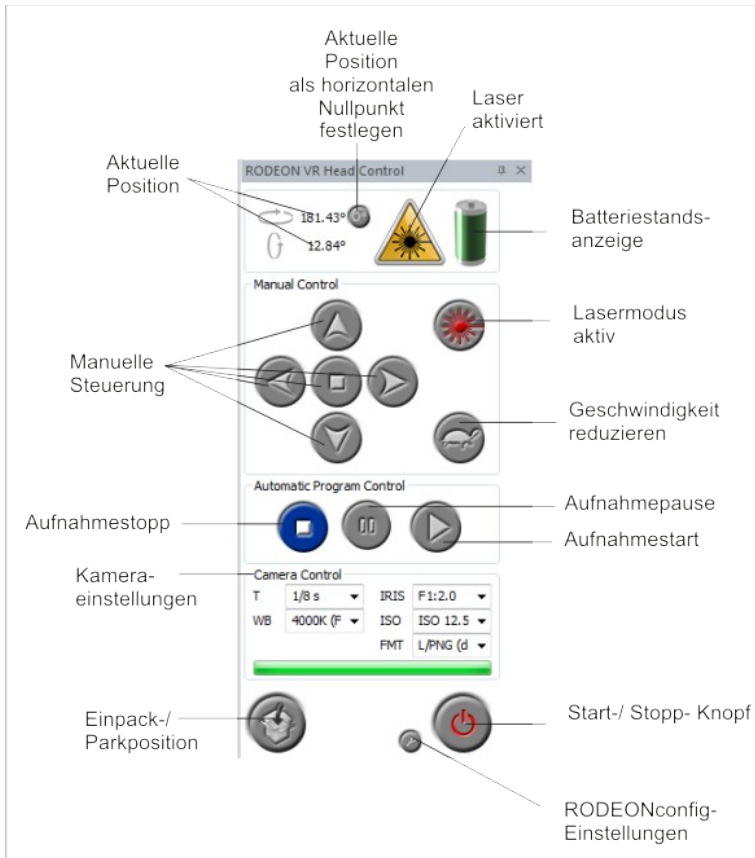 Aktuelle
Position
als horizontalen
Nullpunkt
festlegen
Laser
aktiviert
Aktuelle
Position
RODEON VR Head Control
181.43°
12.84°
Batteriestands-
anzeige
Manual Control
Lasermodus
aktiv
Manuelle
Steuerung
Geschwindigkeit
reduzieren
Automatic Program Control
Aufnahmestopp
Aufnahmepause
Aufnahmestart
Kamera-
einstellungen
Camera Control
T 1/8 s IRIS F1:2.0
WB 4000K (F ISO ISO 12.5
FMT L/PNG (d
Einpack-/
Parkposition
Start-/ Stopp- Knopf
RODEONconfig-
Einstellungen